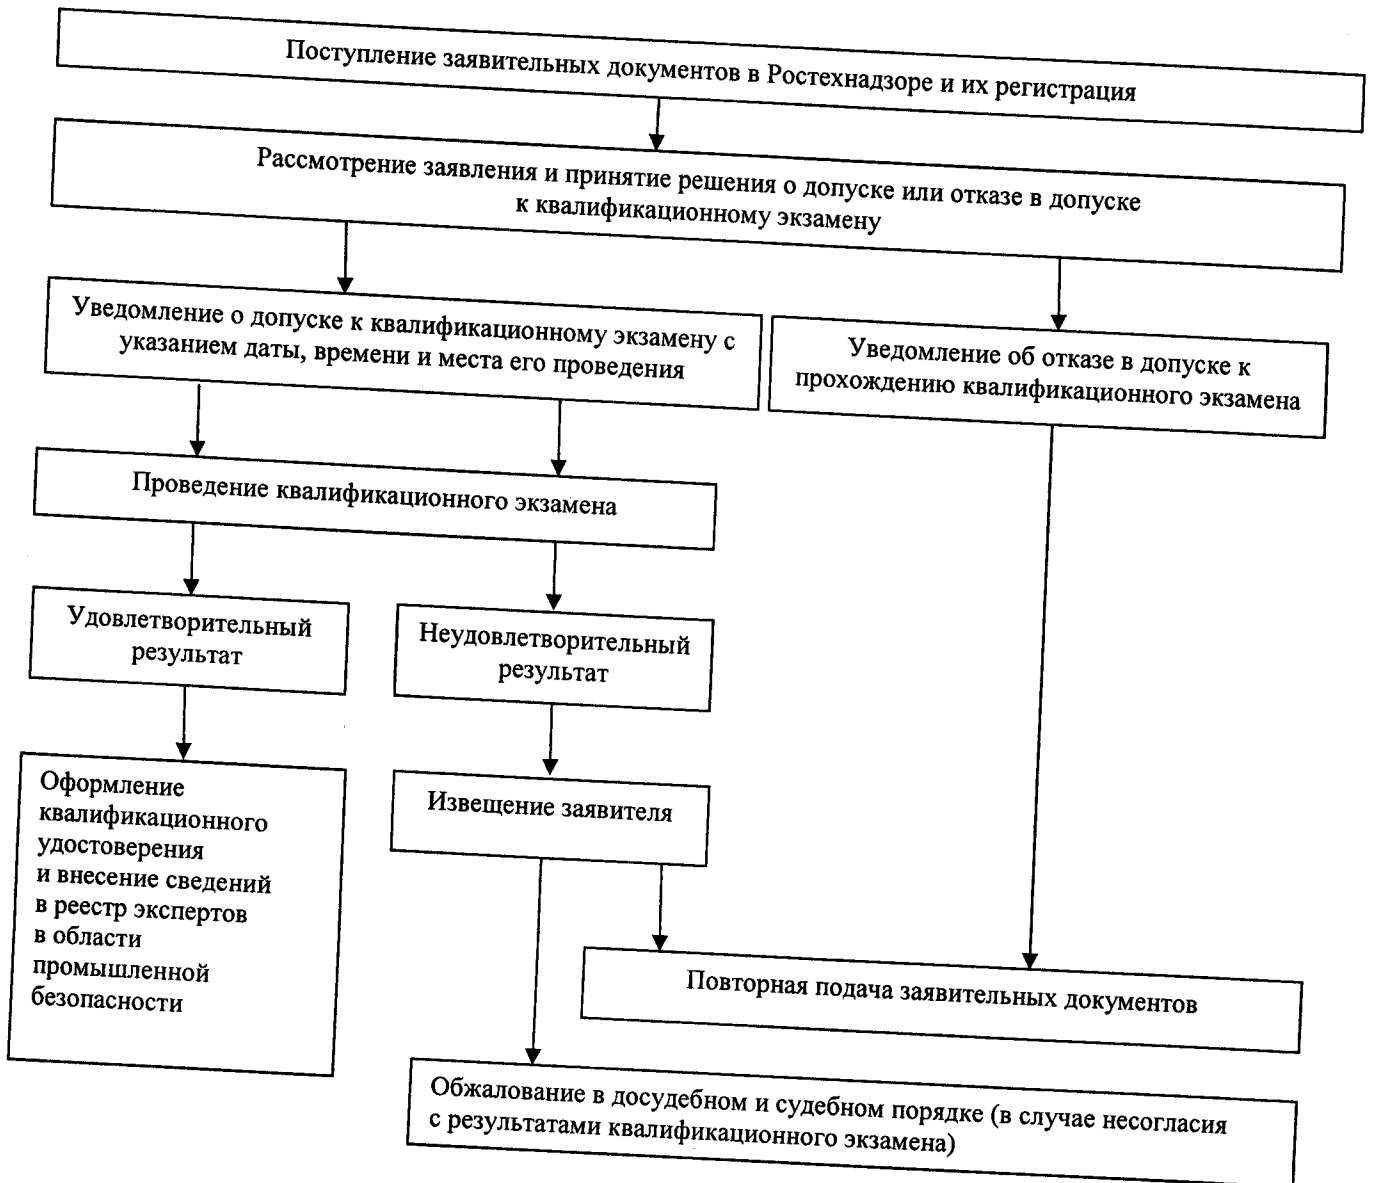 Поступление заявительных документов в Ростехнадзоре и их регистрация
Рассмотрение заявления и принятие решения о допуске или отказе в допуске
к квалификационному экзамену
Уведомление о допуске к квалификационному экзамену с
указанием даты, времени и места его проведения
Уведомление об отказе в допуске к
прохождению квалификационного экзамена
Проведение квалификационного экзамена
Удовлетворительный
результат
Неудовлетворительный
результат
Оформление
квалификационного
удостоверения
и внесение сведений
в реестр экспертов
в области
промышленной
безопасности
Извещение заявителя
Повторная подача заявительных документов
Обжалование в досудебном и судебном порядке (в случае несогласия
с результатами квалификационного экзамена)